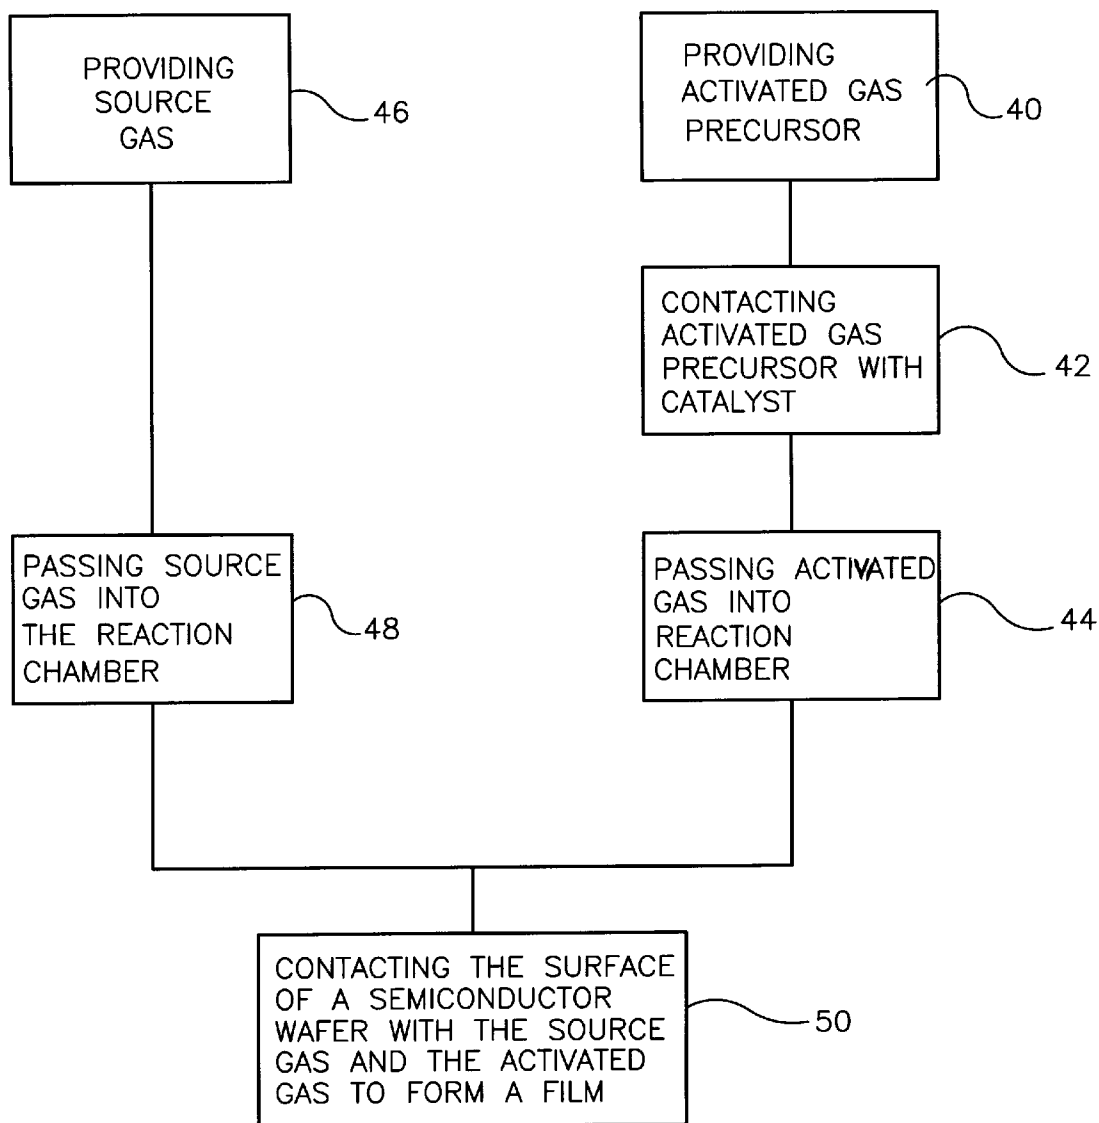 PROVIDING
SOURCE
GAS
46
PROVIDING
ACTIVATED GAS
PRECURSOR
40
CONTACTING
ACTIVATED GAS
PRECURSOR WITH
CATALYST
42
PASSING SOURCE
GAS INTO
THE REACTION
CHAMBER
48
PASSING ACTIVATED
GAS INTO
REACTION
CHAMBER
44
CONTACTING THE SURFACE
OF A SEMICONDUCTOR
WAFER WITH THE SOURCE
GAS AND THE ACTIVATED
GAS TO FORM A FILM
50